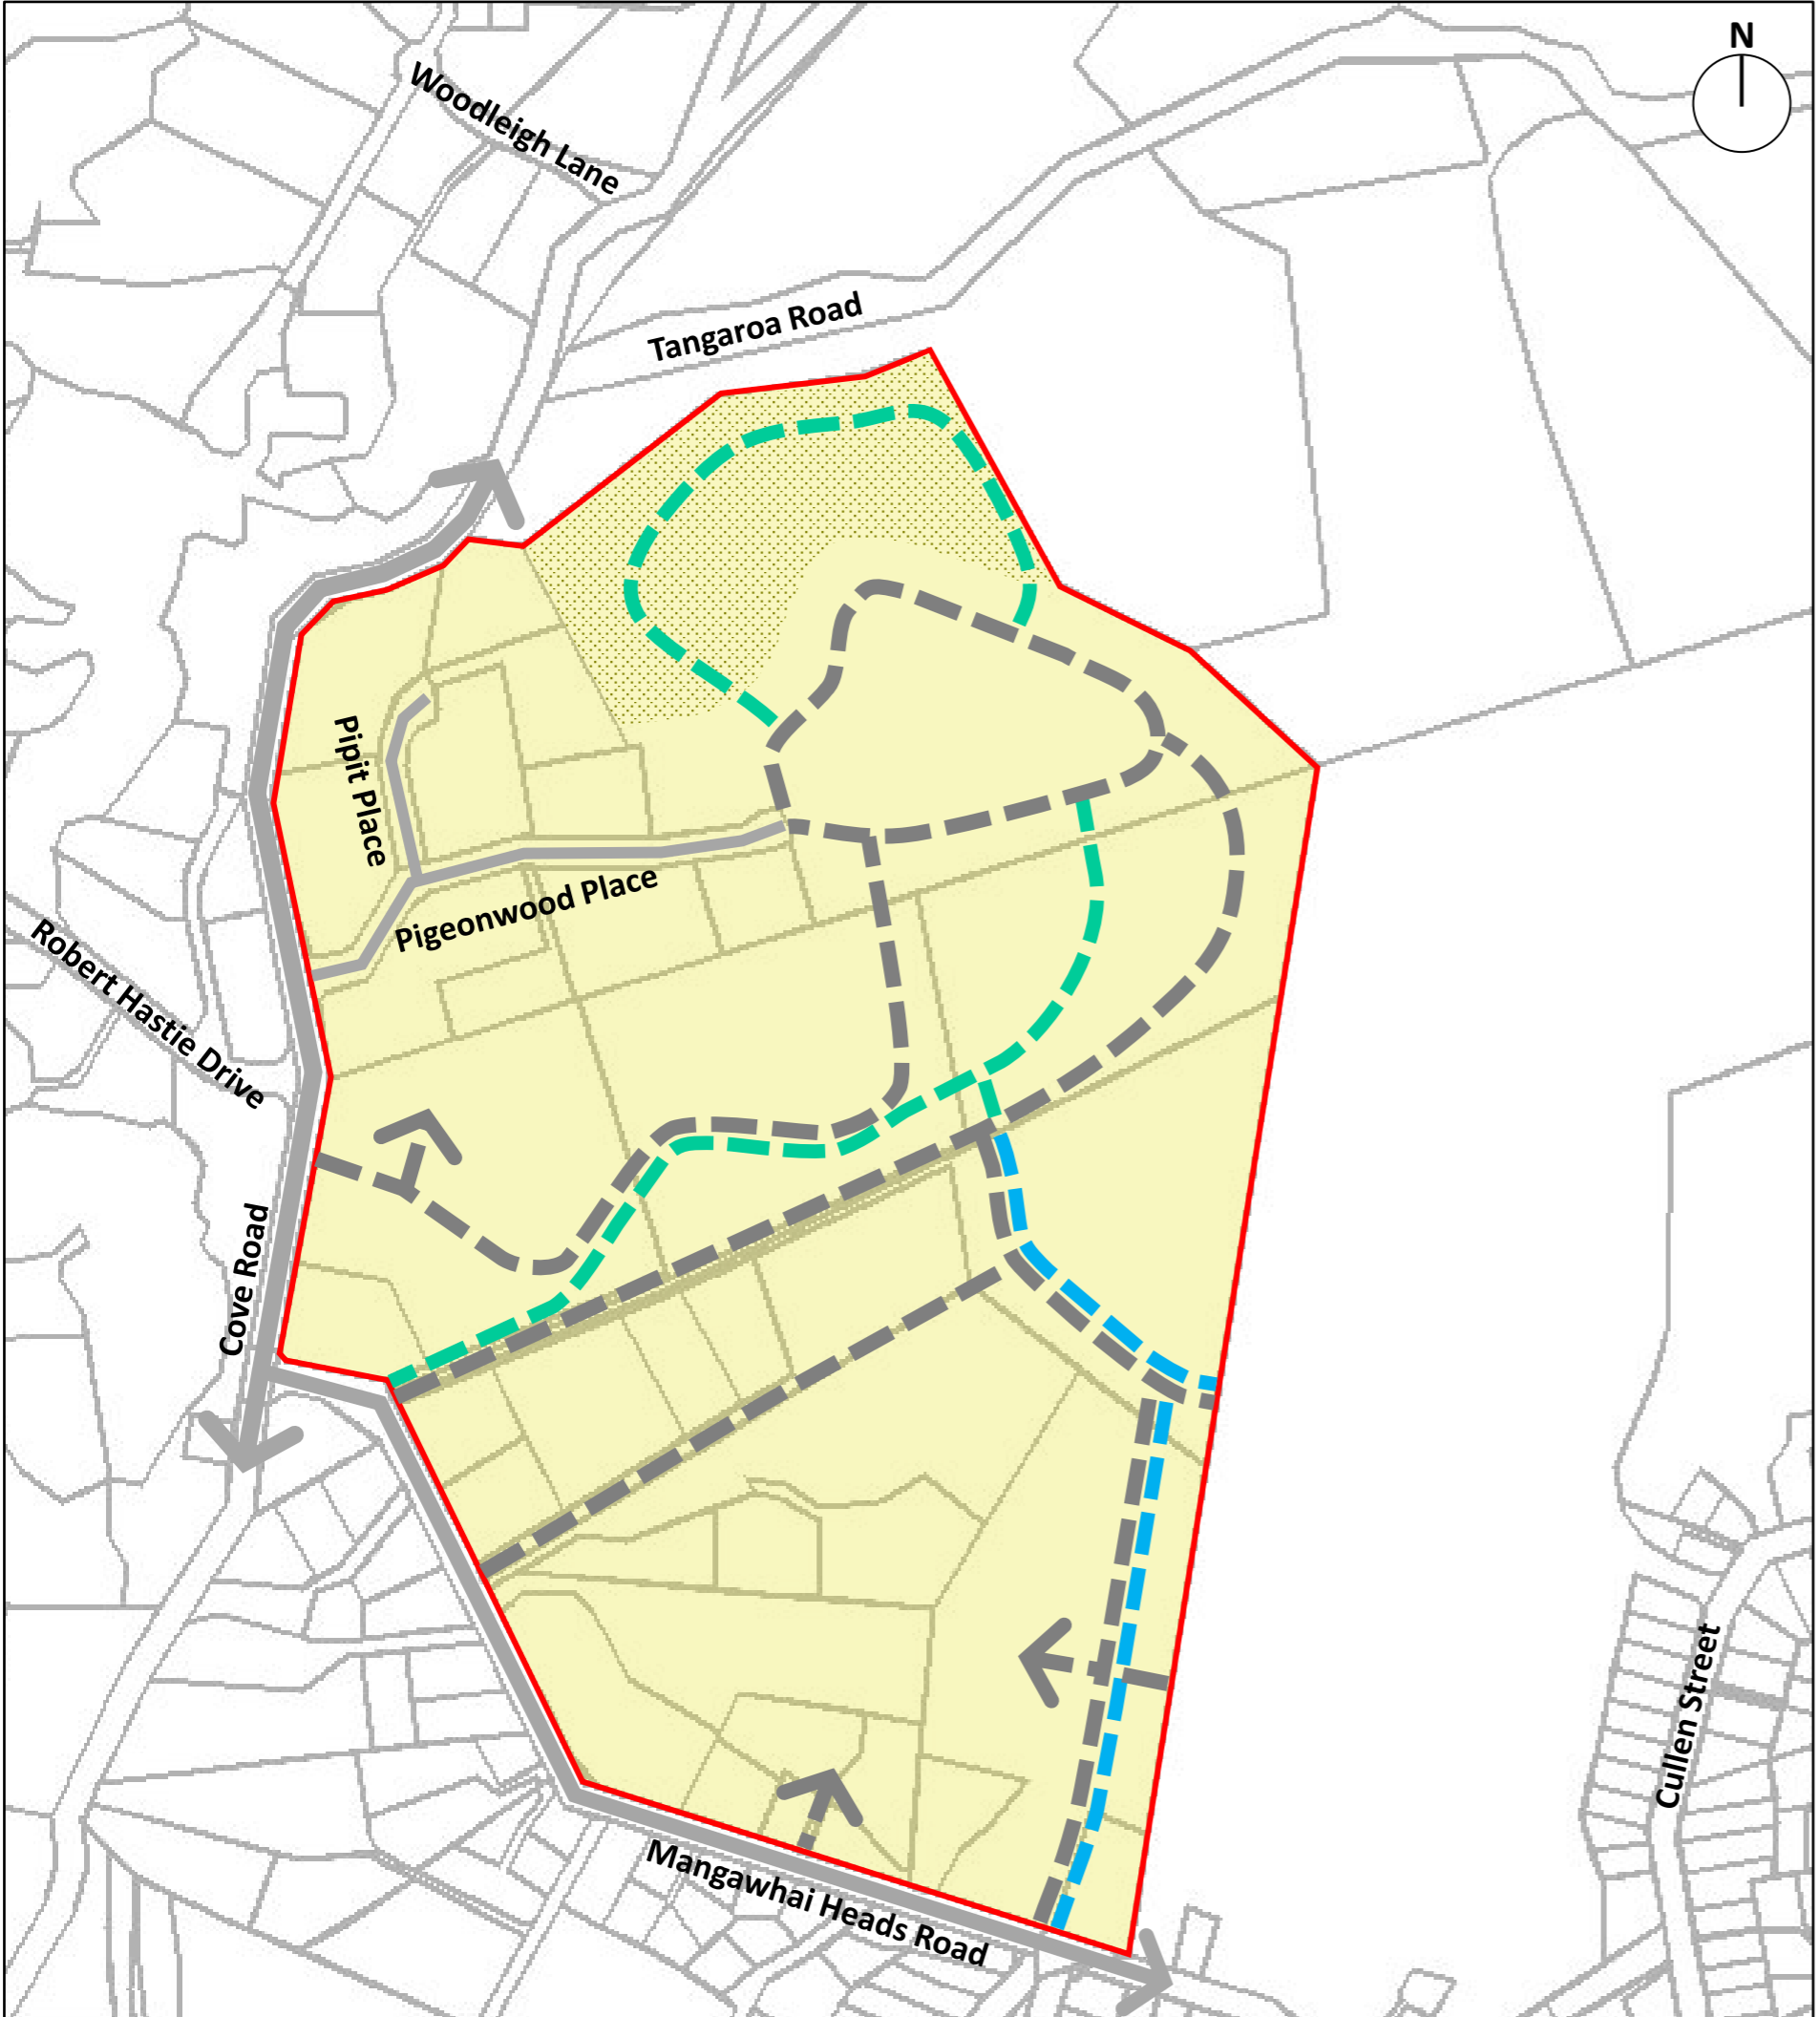 N
Woodleigh Lane
Tangaroa Road
Pipit Place
Pigeonwood Place
Robert Hastie Drive
Cove Road
Cullen Street
Mangawhai Heads Road